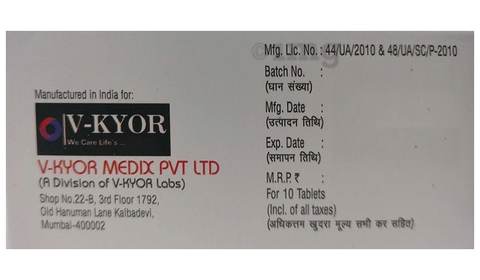 Manufactured in India for:
V-KYOR
We Care Life's ...
V-KYOR MEDIX PVT LTD
(A Division of V-KYOR Labs)
Shop No.22-B, 3rd Floor 1792,
Old Hanuman Lane Kalbadevi,
Mumbai-400002
Mfg. Lic. No.: 44/UA/2010 & 48/UA/SC/P-2010
Batch No. :
(घान संख्या)
Mfg. Date :
(उत्पादन तिथि)
Exp. Date :
(समापन तिथि)
M.R.P. ₹ :
For 10 Tablets
(Incl. of all taxes)
(अधिकतम खुदरा मूल्य सभी कर सहित)